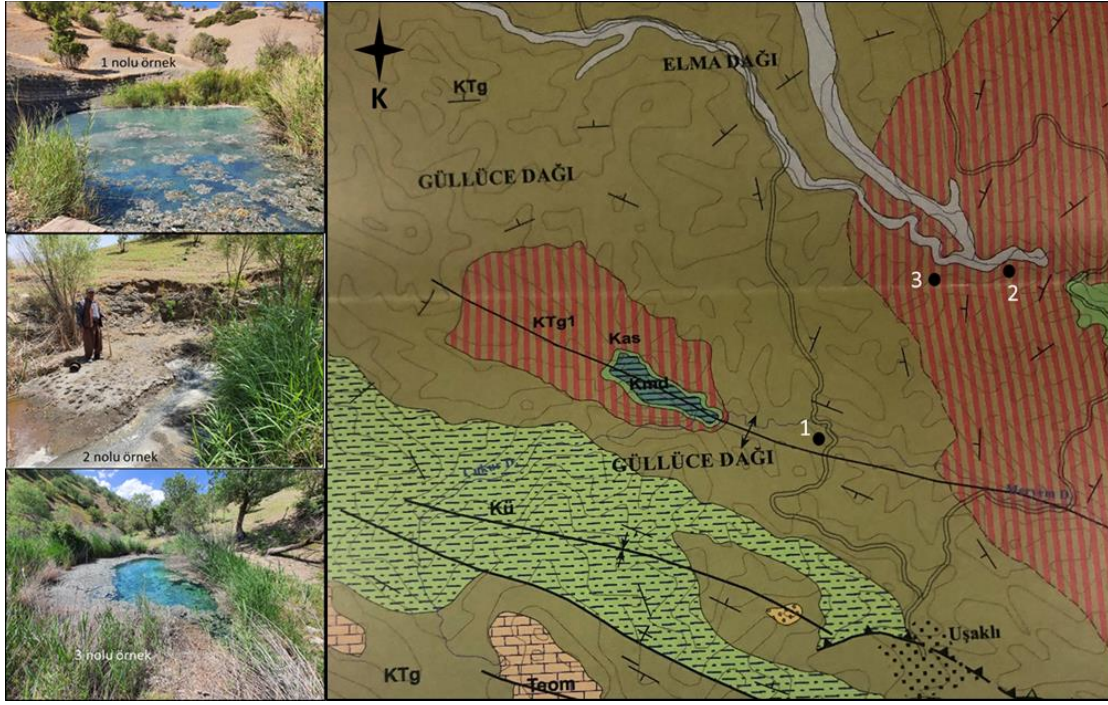 1 nolu örnek
2 nolu örnek
3 nolu örnek
K
ELMA DAĞI
KTg
GÜLLÜCE DAĞI
3
2
KTg1
Kas
Kmd
1
GÜLLÜCE DAĞI
Meryem D.
Kü
Uşaklı
KTg
Teom